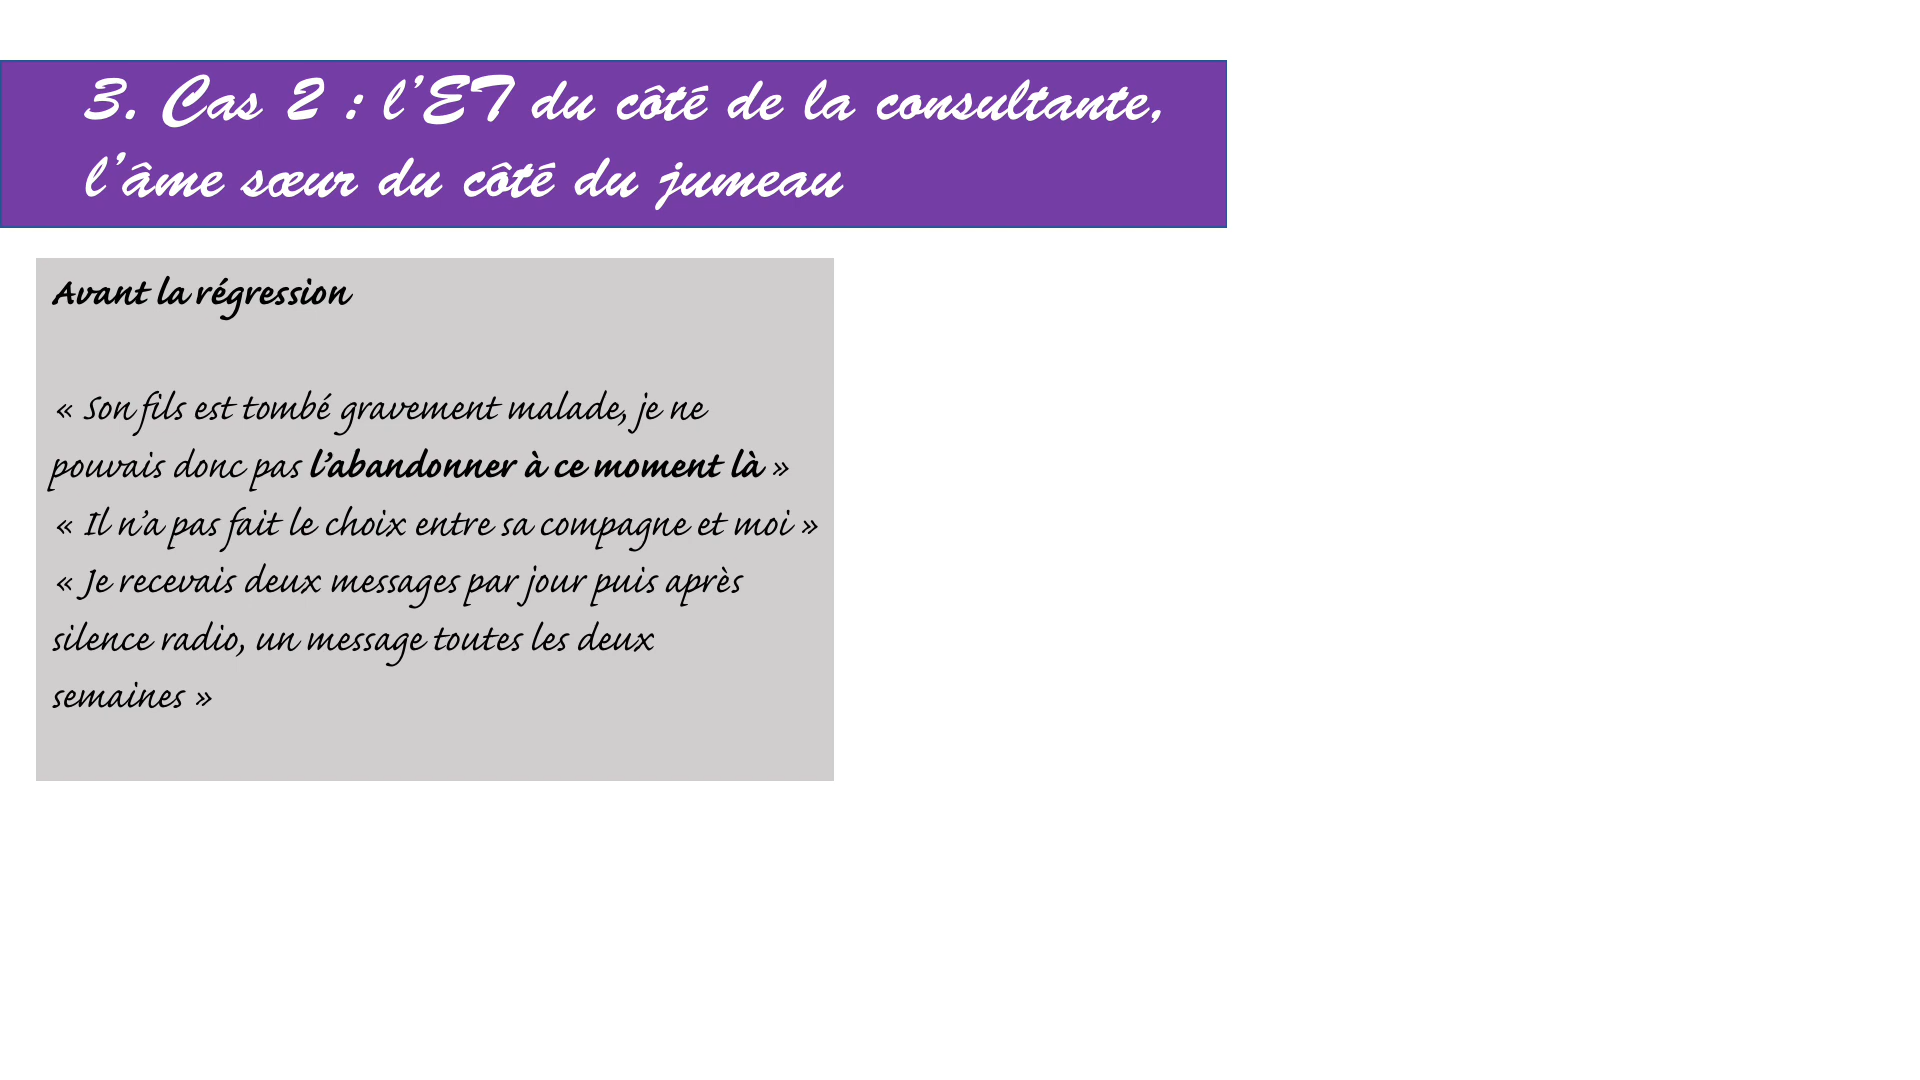 3. Cas 2 : l’ET du côté de la consultante,
l’âme sœur du côté du jumeau
Avant la régression
« Son fils est tombé gravement malade, je ne
pouvais donc pas l’abandonner à ce moment là »
« Il n’a pas fait le choix entre sa compagne et moi »
« Je recevais deux messages par jour puis après
silence radio, un message toutes les deux
semaines »